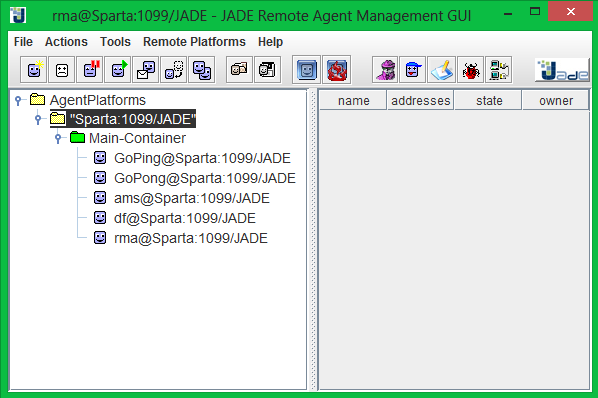 rma@Sparta:1099/JADE - JADE Remote Agent Management GUI
File Actions Tools Remote Platforms Help
Jade
AgentPlatforms
"Sparta:1099/JADE"
Main-Container
GoPing@Sparta:1099/JADE
GoPong@Sparta:1099/JADE
ams@Sparta:1099/JADE
df@Sparta:1099/JADE
rma@Sparta:1099/JADE
name addresses state owner